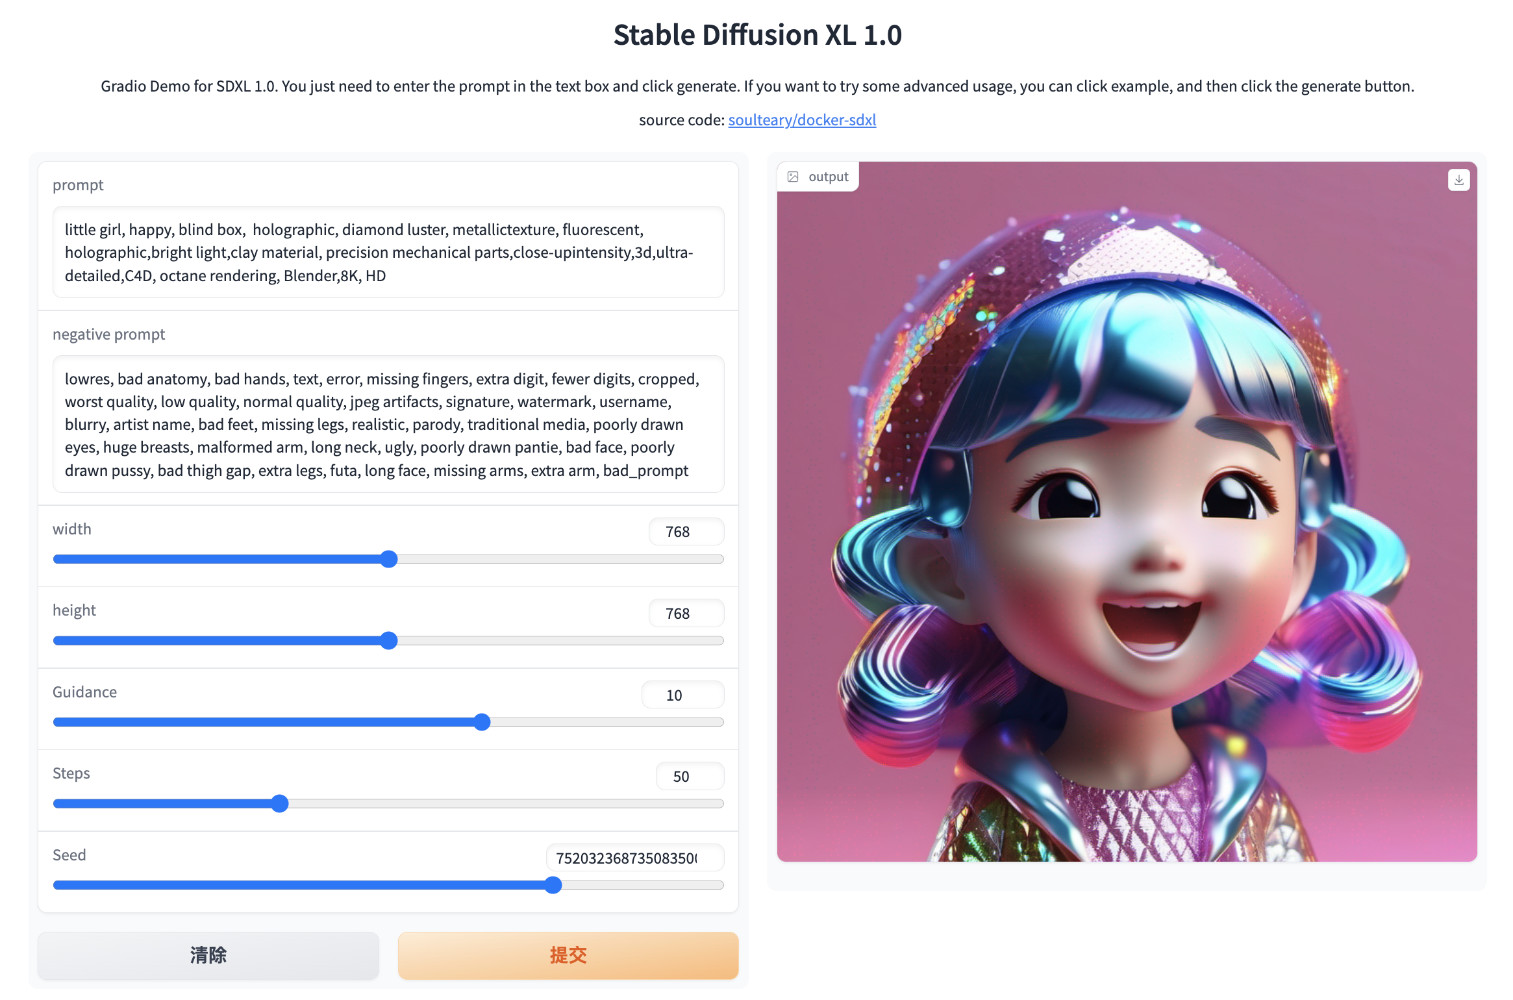 Stable Diffusion XL 1.0
Gradio Demo for SDXL 1.0. You just need to enter the prompt in the text box and click generate. If you want to try some advanced usage, you can click example, and then click the generate button.
source code: soulteary/docker-sdxl
prompt
little girl, happy, blind box,  holographic, diamond luster, metallictexture, fluorescent,
holographic,bright light,clay material, precision mechanical parts,close-upintensity,3d,ultra-
detailed,C4D, octane rendering, Blender,8K, HD
negative prompt
lowres, bad anatomy, bad hands, text, error, missing fingers, extra digit, fewer digits, cropped,
worst quality, low quality, normal quality, jpeg artifacts, signature, watermark, username,
blurry, artist name, bad feet, missing legs, realistic, parody, traditional media, poorly drawn
eyes, huge breasts, malformed arm, long neck, ugly, poorly drawn pantie, bad face, poorly
drawn pussy, bad thigh gap, extra legs, futa, long face, missing arms, extra arm, bad_prompt
width
768
height
768
Guidance
10
Steps
50
Seed
7520323687350835000
清除
提交
output